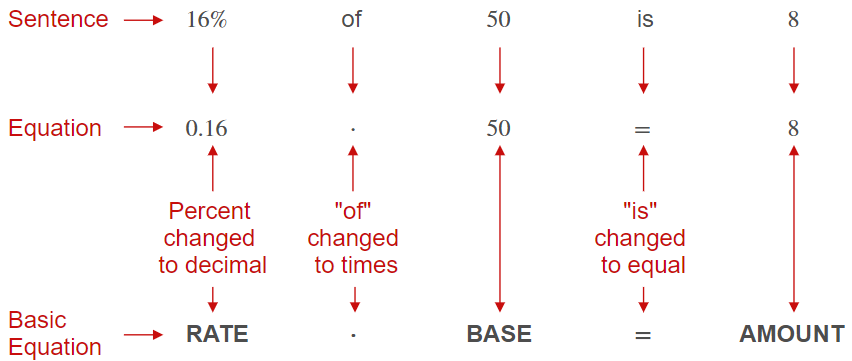 Sentence 16% of 50 is 8
Equation 0.16 · 50 = 8
Percent "of" "is"
changed changed changed
to decimal to times to equal
Basic
Equation RATE · BASE = AMOUNT